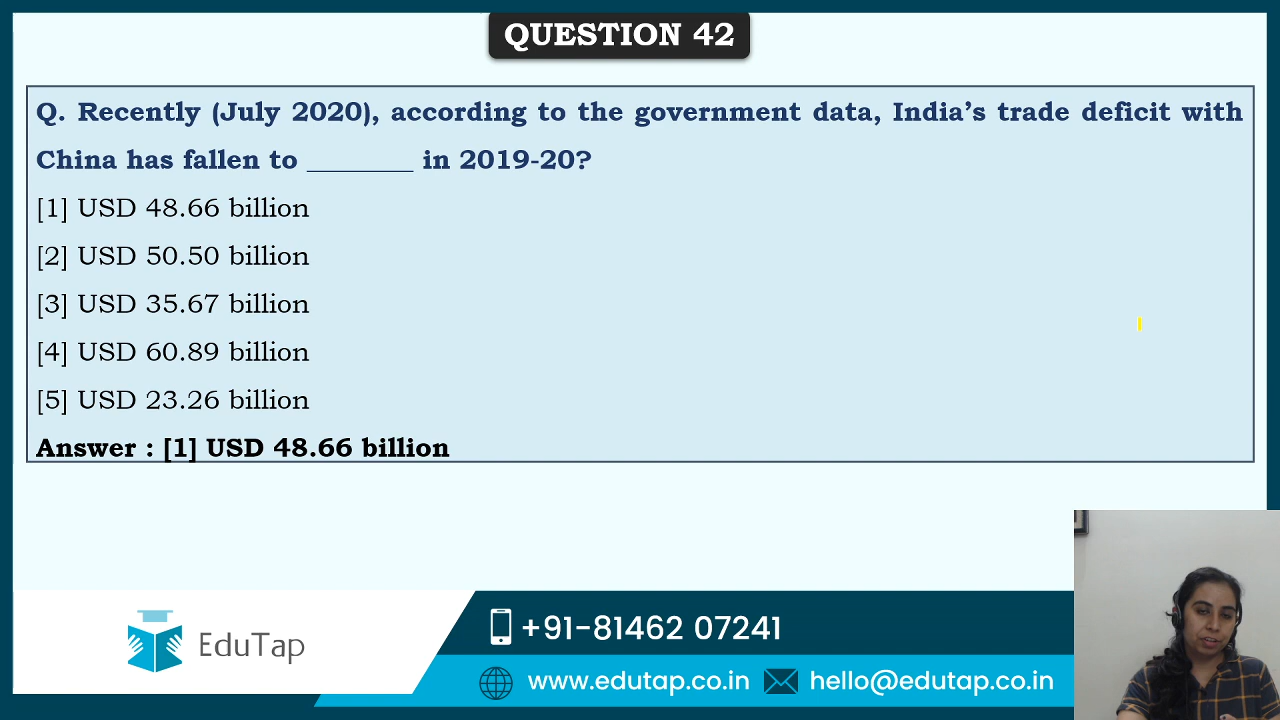 QUESTION 42
Q. Recently (July 2020), according to the government data, India’s trade deficit with
China has fallen to ________ in 2019-20?
[1] USD 48.66 billion
[2] USD 50.50 billion
[3] USD 35.67 billion
[4] USD 60.89 billion
[5] USD 23.26 billion
Answer : [1] USD 48.66 billion
EduTap
+91-81462 07241
www.edutap.co.in hello@edutap.co.in